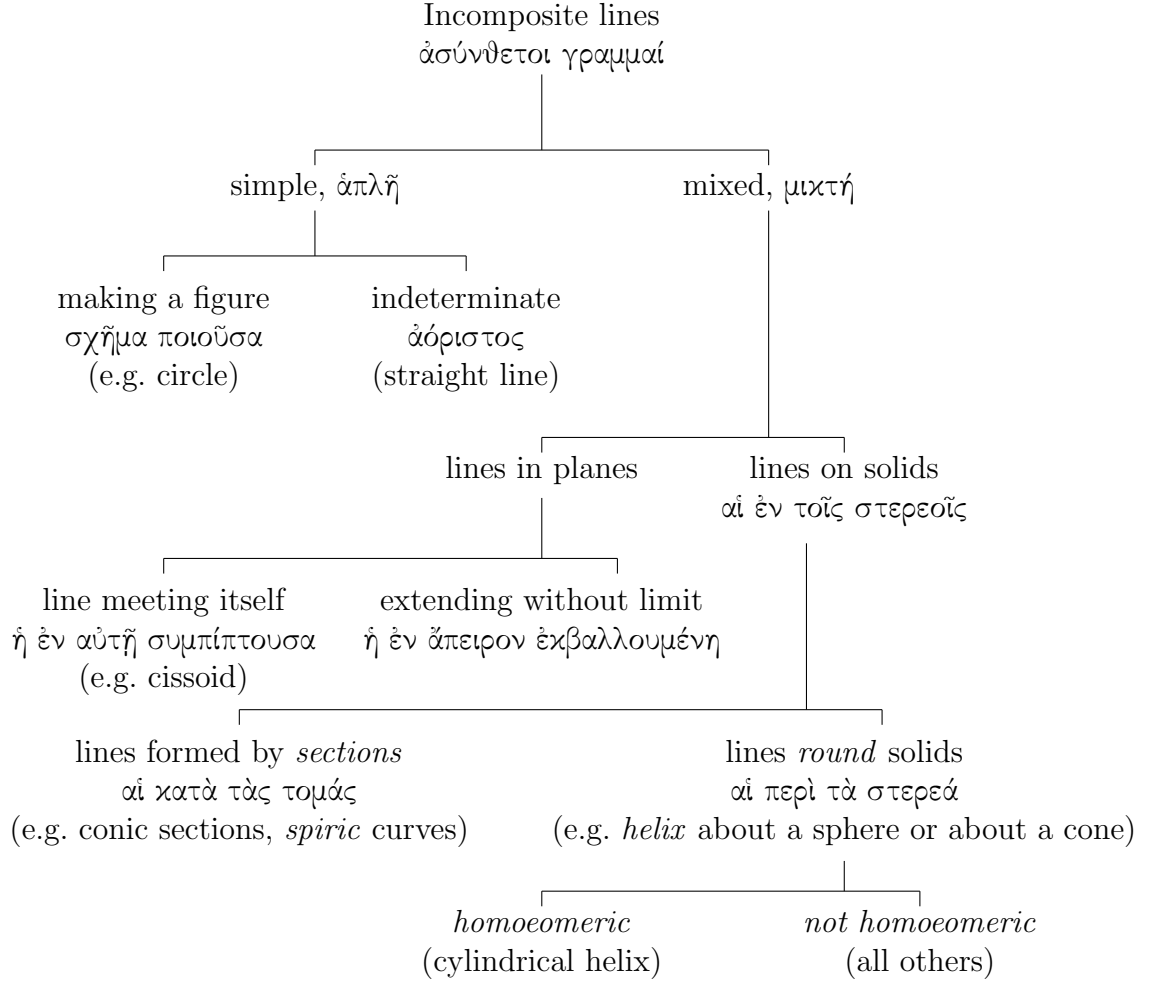 Incomposite lines
ἀσύνθετοι γραμμαί
simple, ἁπλῆ
mixed, μικτή
making a figure
σχῆμα ποιοῦσα
(e.g. circle)
indeterminate
ἀόριστος
(straight line)
lines in planes
lines on solids
αἱ ἐν τοῖς στερεοῖς
line meeting itself
ἡ ἐν αὑτῇ συμπίπτουσα
(e.g. cissoid)
extending without limit
ἡ ἐν ἄπειρον ἐκβαλλουμένη
lines formed by sections
αἱ κατὰ τὰς τομάς
(e.g. conic sections, spiric curves)
lines round solids
αἱ περὶ τὰ στερεά
(e.g. helix about a sphere or about a cone)
homoeomeric
(cylindrical helix)
not homoeomeric
(all others)